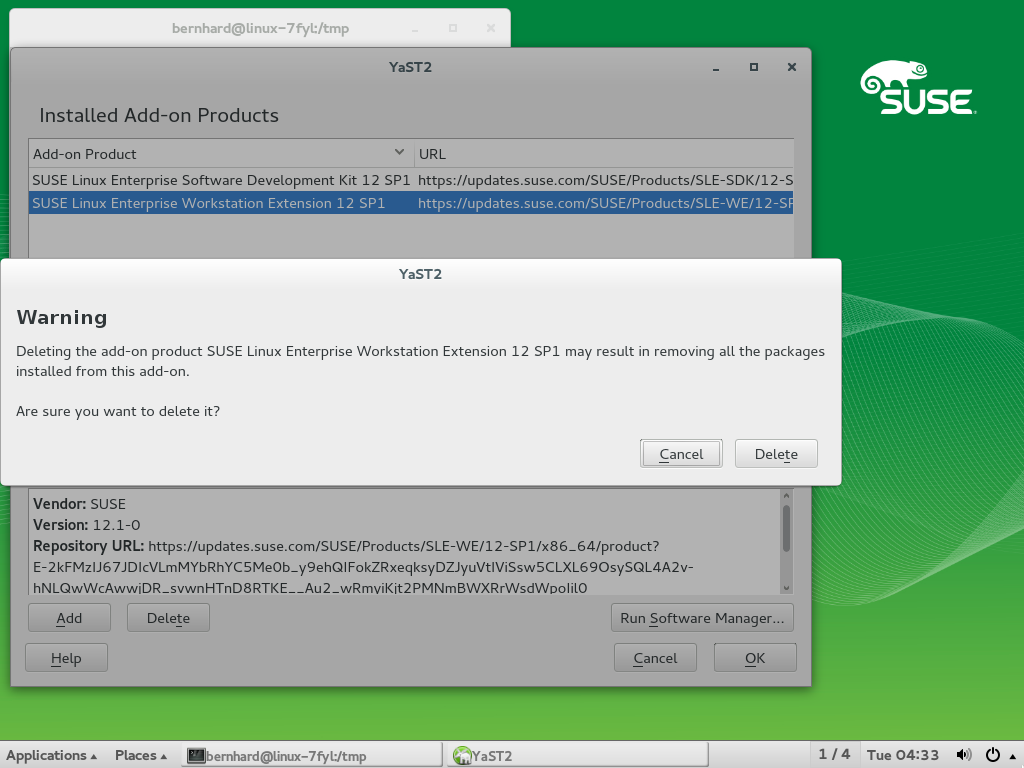 bernhard@linux-7fyl:/tmp
YaST2
SUSE
Installed Add-on Products
Add-on Product URL
SUSE Linux Enterprise Software Development Kit 12 SP1 https://updates.suse.com/SUSE/Products/SLE-SDK/12-S
SUSE Linux Enterprise Workstation Extension 12 SP1 https://updates.suse.com/SUSE/Products/SLE-WE/12-SP
YaST2
Warning
Deleting the add-on product SUSE Linux Enterprise Workstation Extension 12 SP1 may result in removing all the packages
installed from this add-on.
Are sure you want to delete it?
Cancel Delete
Vendor: SUSE
Version: 12.1-0
Repository URL: https://updates.suse.com/SUSE/Products/SLE-WE/12-SP1/x86_64/product?
E-2kFMzIJ67JDIcVLmMYbRhYC5Me0b_y9ehQlFokZRxeqksyDZJyuVtIViSsw5CLXL69OsySQL4A2v-
hNLQwWcAwwjDR_svwnHTnD8RTKE__Au2_wRmyiKjt2PMNmBWXRrWsdWpoIil0
Add Delete Run Software Manager...
Help Cancel OK
Applications Places bernhard@linux-7fyl:/tmp YaST2 1 / 4 Tue 04:33